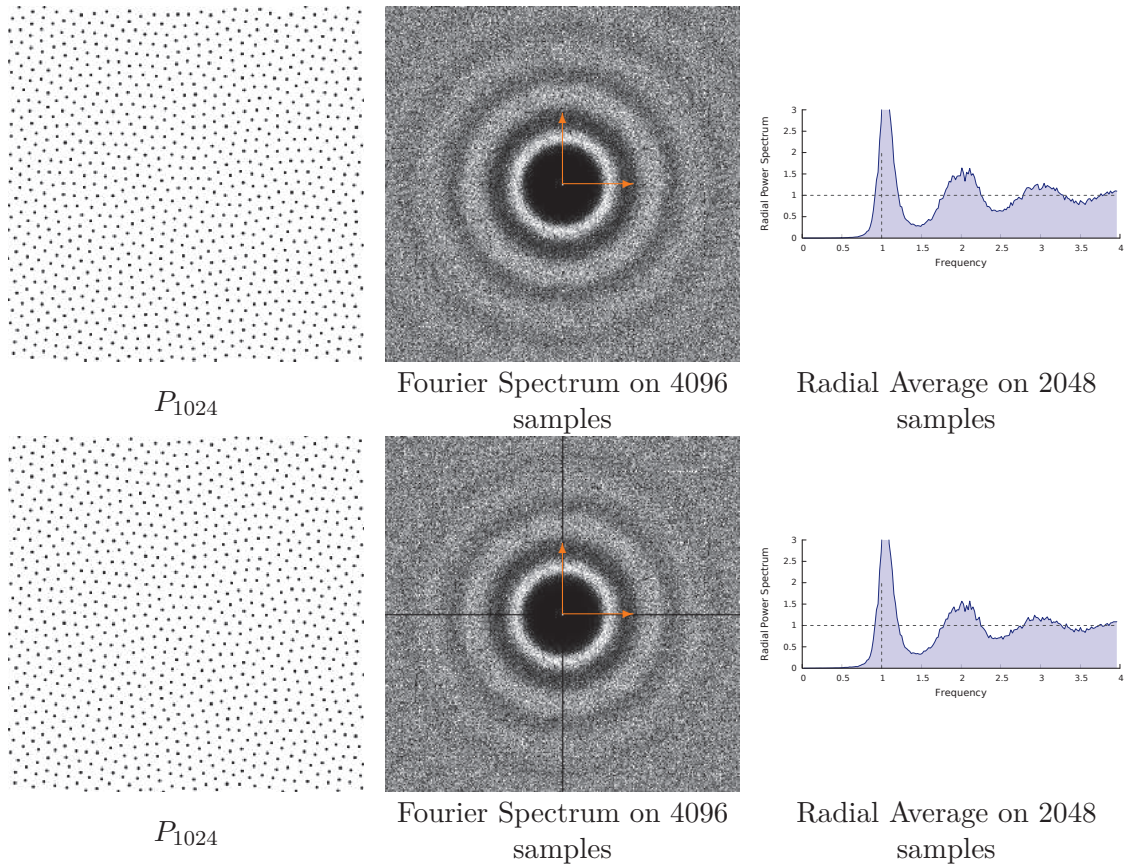 3
2.5
2
1.5
1
0.5
0
Radial Power Spectrum
0 0.5 1 1.5 2 2.5 3 3.5 4
Frequency
P1024
Fourier Spectrum on 4096
samples
Radial Average on 2048
samples
3
2.5
2
1.5
1
0.5
0
Radial Power Spectrum
0 0.5 1 1.5 2 2.5 3 3.5 4
Frequency
P1024
Fourier Spectrum on 4096
samples
Radial Average on 2048
samples